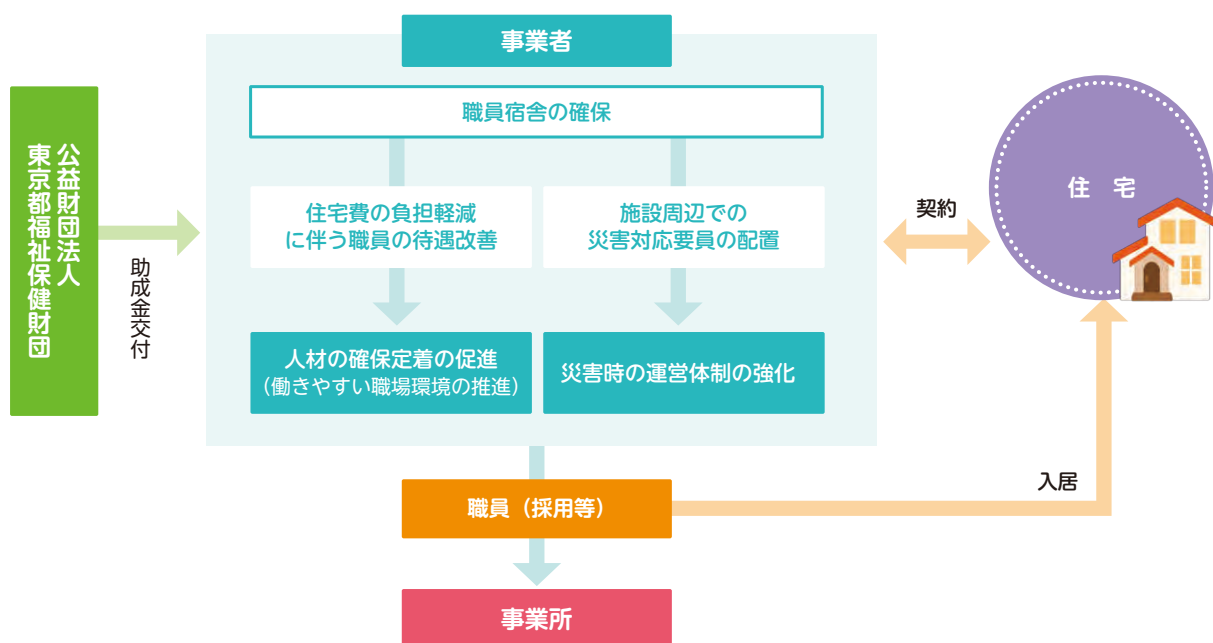 公益財団法人
東京都福祉保健財団
助成金交付
事業者
職員宿舎の確保
住宅費の負担軽減
に伴う職員の待遇改善
施設周辺での
災害対応要員の配置
人材の確保定着の促進
(働きやすい職場環境の推進)
災害時の運営体制の強化
契約
住 宅
入居
職員（採用等）
事業所